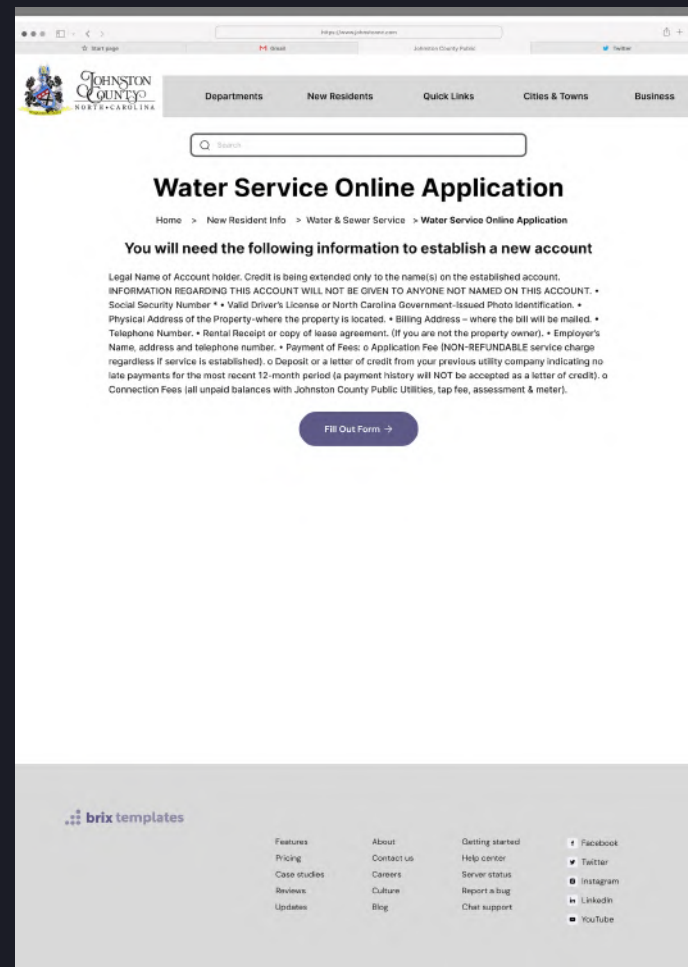 https://www.johnstonnc.com
Start page
Gmail
Johnston County Public
Twitter
JOHNSTON
COUNTY
NORTH•CAROLINA
Departments
New Residents
Quick Links
Cities & Towns
Business
Search
Water Service Online Application
Home > New Resident Info > Water & Sewer Service > Water Service Online Application
You will need the following information to establish a new account
Legal Name of Account holder. Credit is being extended only to the name(s) on the established account.
INFORMATION REGARDING THIS ACCOUNT WILL NOT BE GIVEN TO ANYONE NOT NAMED ON THIS ACCOUNT. •
Social Security Number * • Valid Driver's License or North Carolina Government-Issued Photo Identification. •
Physical Address of the Property-where the property is located. • Billing Address – where the bill will be mailed. •
Telephone Number. • Rental Receipt or copy of lease agreement. (If you are not the property owner). • Employer's
Name, address and telephone number. • Payment of Fees: o Application Fee (NON-REFUNDABLE service charge
regardless if service is established). o Deposit or a letter of credit from your previous utility company indicating no
late payments for the most recent 12-month period (a payment history will NOT be accepted as a letter of credit). o
Connection Fees (all unpaid balances with Johnston County Public Utilities, tap fee, assessment & meter).
Fill Out Form →
brix templates
Features
Pricing
Case studies
Reviews
Updates
About
Contact us
Careers
Culture
Blog
Getting started
Help center
Server status
Report a bug
Chat support
Facebook
Twitter
Instagram
LinkedIn
YouTube